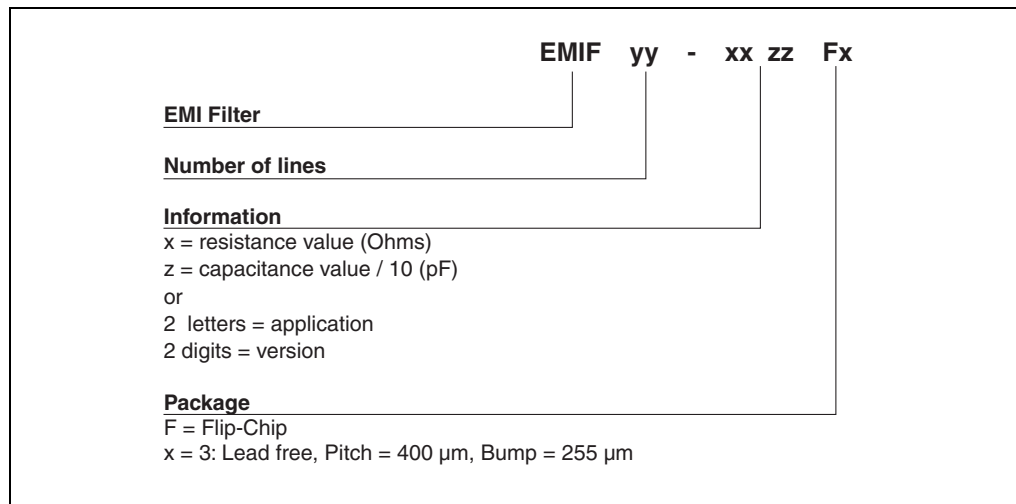 EMIF yy - xx zz Fx
EMI Filter
Number of lines
Information
x = resistance value (Ohms)
z = capacitance value / 10 (pF)
or
2 letters = application
2 digits = version
Package
F = Flip-Chip
x = 3: Lead free, Pitch = 400 µm, Bump = 255 µm